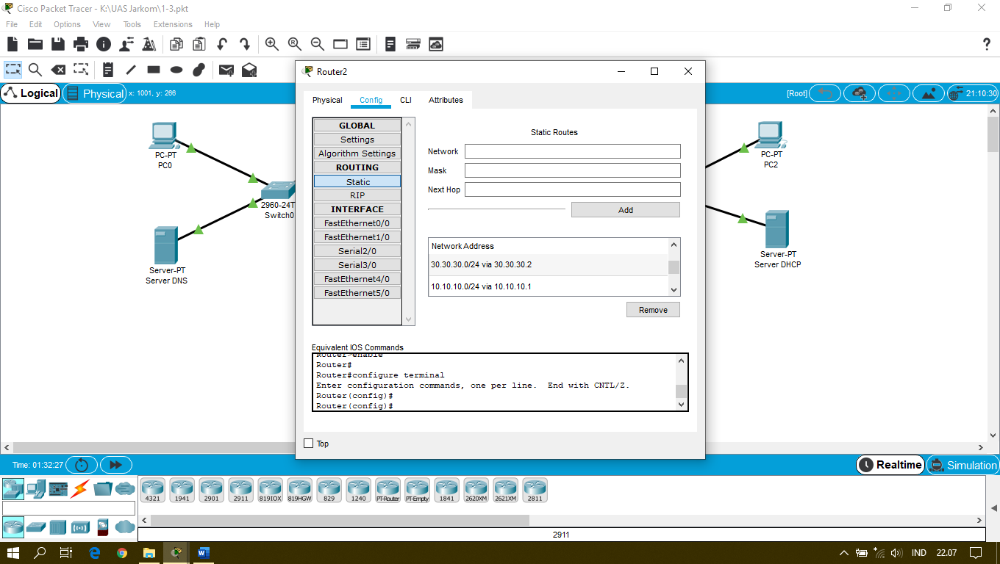 Cisco Packet Tracer - K:\UAS Jarkom\1-3.pkt
File Edit Options View Tools Extensions Help
R
?
Logical Physical x: 1001, y: 266
[Root] 21:10:30
PC-PT
PC0
2960-24T
Switch0
Server-PT
Server DNS
Router2
Physical Config CLI Attributes
GLOBAL
Settings
Algorithm Settings
ROUTING
Static
RIP
INTERFACE
FastEthernet0/0
FastEthernet1/0
Serial2/0
Serial3/0
FastEthernet4/0
FastEthernet5/0
Static Routes
Network
Mask
Next Hop
Add
Network Address
30.30.30.0/24 via 30.30.30.2
10.10.10.0/24 via 10.10.10.1
Remove
Equivalent IOS Commands
Router>enable
Router#
Router#configure terminal
Enter configuration commands, one per line. End with CNTL/Z.
Router(config)#
Router(config)#
Top
PC-PT
PC2
Server-PT
Server DHCP
Time: 01:32:27
Realtime Simulation
4321 1941 2901 2911 819IOX 819HGW 829 1240 PT-Router PT-Empty 1841 2620XM 2621XM 2811
2911
IND 22.07